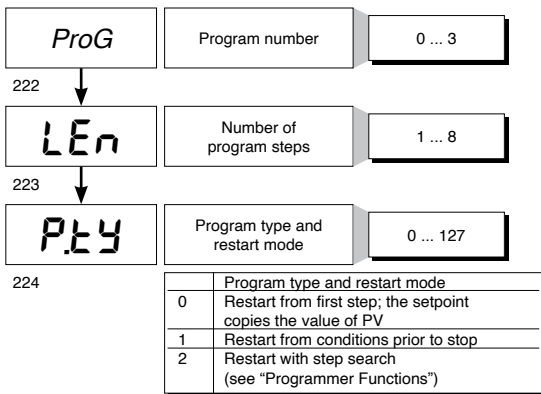 ProG
Program number
0 ... 3
222
LEn
Number of
program steps
1 ... 8
223
P.tY
Program type and
restart mode
0 ... 127
224
Program type and restart mode
0 Restart from first step; the setpoint
copies the value of PV
1 Restart from conditions prior to stop
2 Restart with step search
(see “Programmer Functions”)